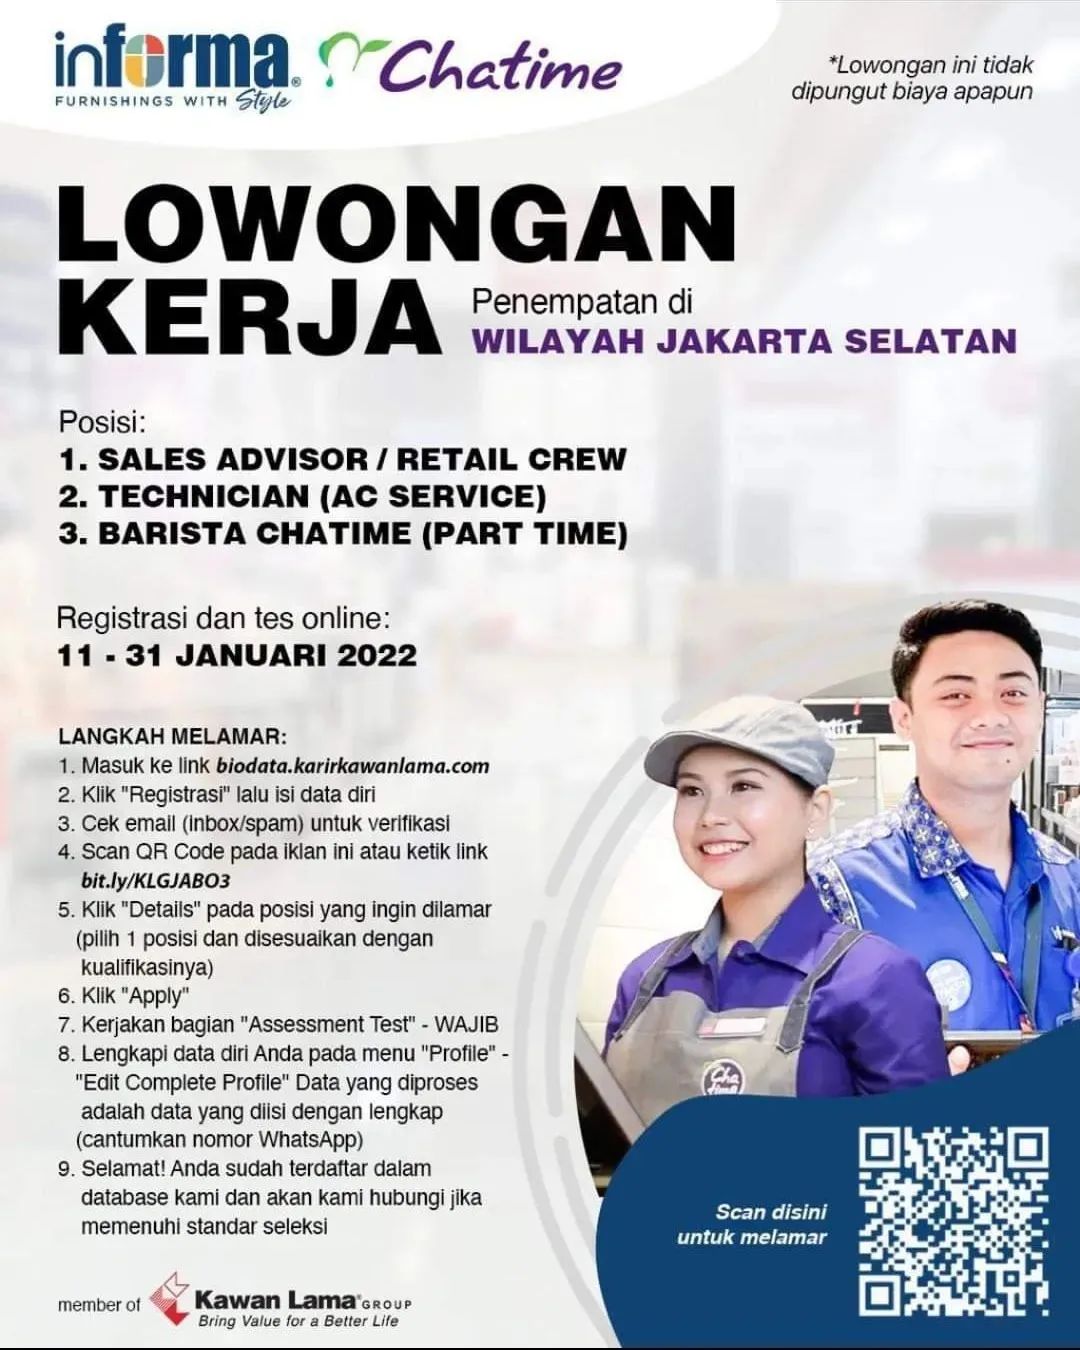 informa
FURNISHINGS WITH Style
Chatime
*Lowongan ini tidak
dipungut biaya apapun
LOWONGAN
KERJA
Penempatan di
WILAYAH JAKARTA SELATAN
Posisi:
1. SALES ADVISOR / RETAIL CREW
2. TECHNICIAN (AC SERVICE)
3. BARISTA CHATIME (PART TIME)
Registrasi dan tes online:
11 - 31 JANUARI 2022
LANGKAH MELAMAR:
1. Masuk ke link biodata.karirkawanlama.com
2. Klik "Registrasi" lalu isi data diri
3. Cek email (inbox/spam) untuk verifikasi
4. Scan QR Code pada iklan ini atau ketik link
bit.ly/KLGJABO3
5. Klik "Details" pada posisi yang ingin dilamar
(pilih 1 posisi dan disesuaikan dengan
kualifikasinya)
6. Klik "Apply"
7. Kerjakan bagian "Assessment Test" - WAJIB
8. Lengkapi data diri Anda pada menu "Profile" -
"Edit Complete Profile" Data yang diproses
adalah data yang diisi dengan lengkap
(cantumkan nomor WhatsApp)
9. Selamat! Anda sudah terdaftar dalam
database kami dan akan kami hubungi jika
memenuhi standar seleksi
Cha
time
Scan disini
untuk melamar
member of
Kawan Lama GROUP
Bring Value for a Better Life